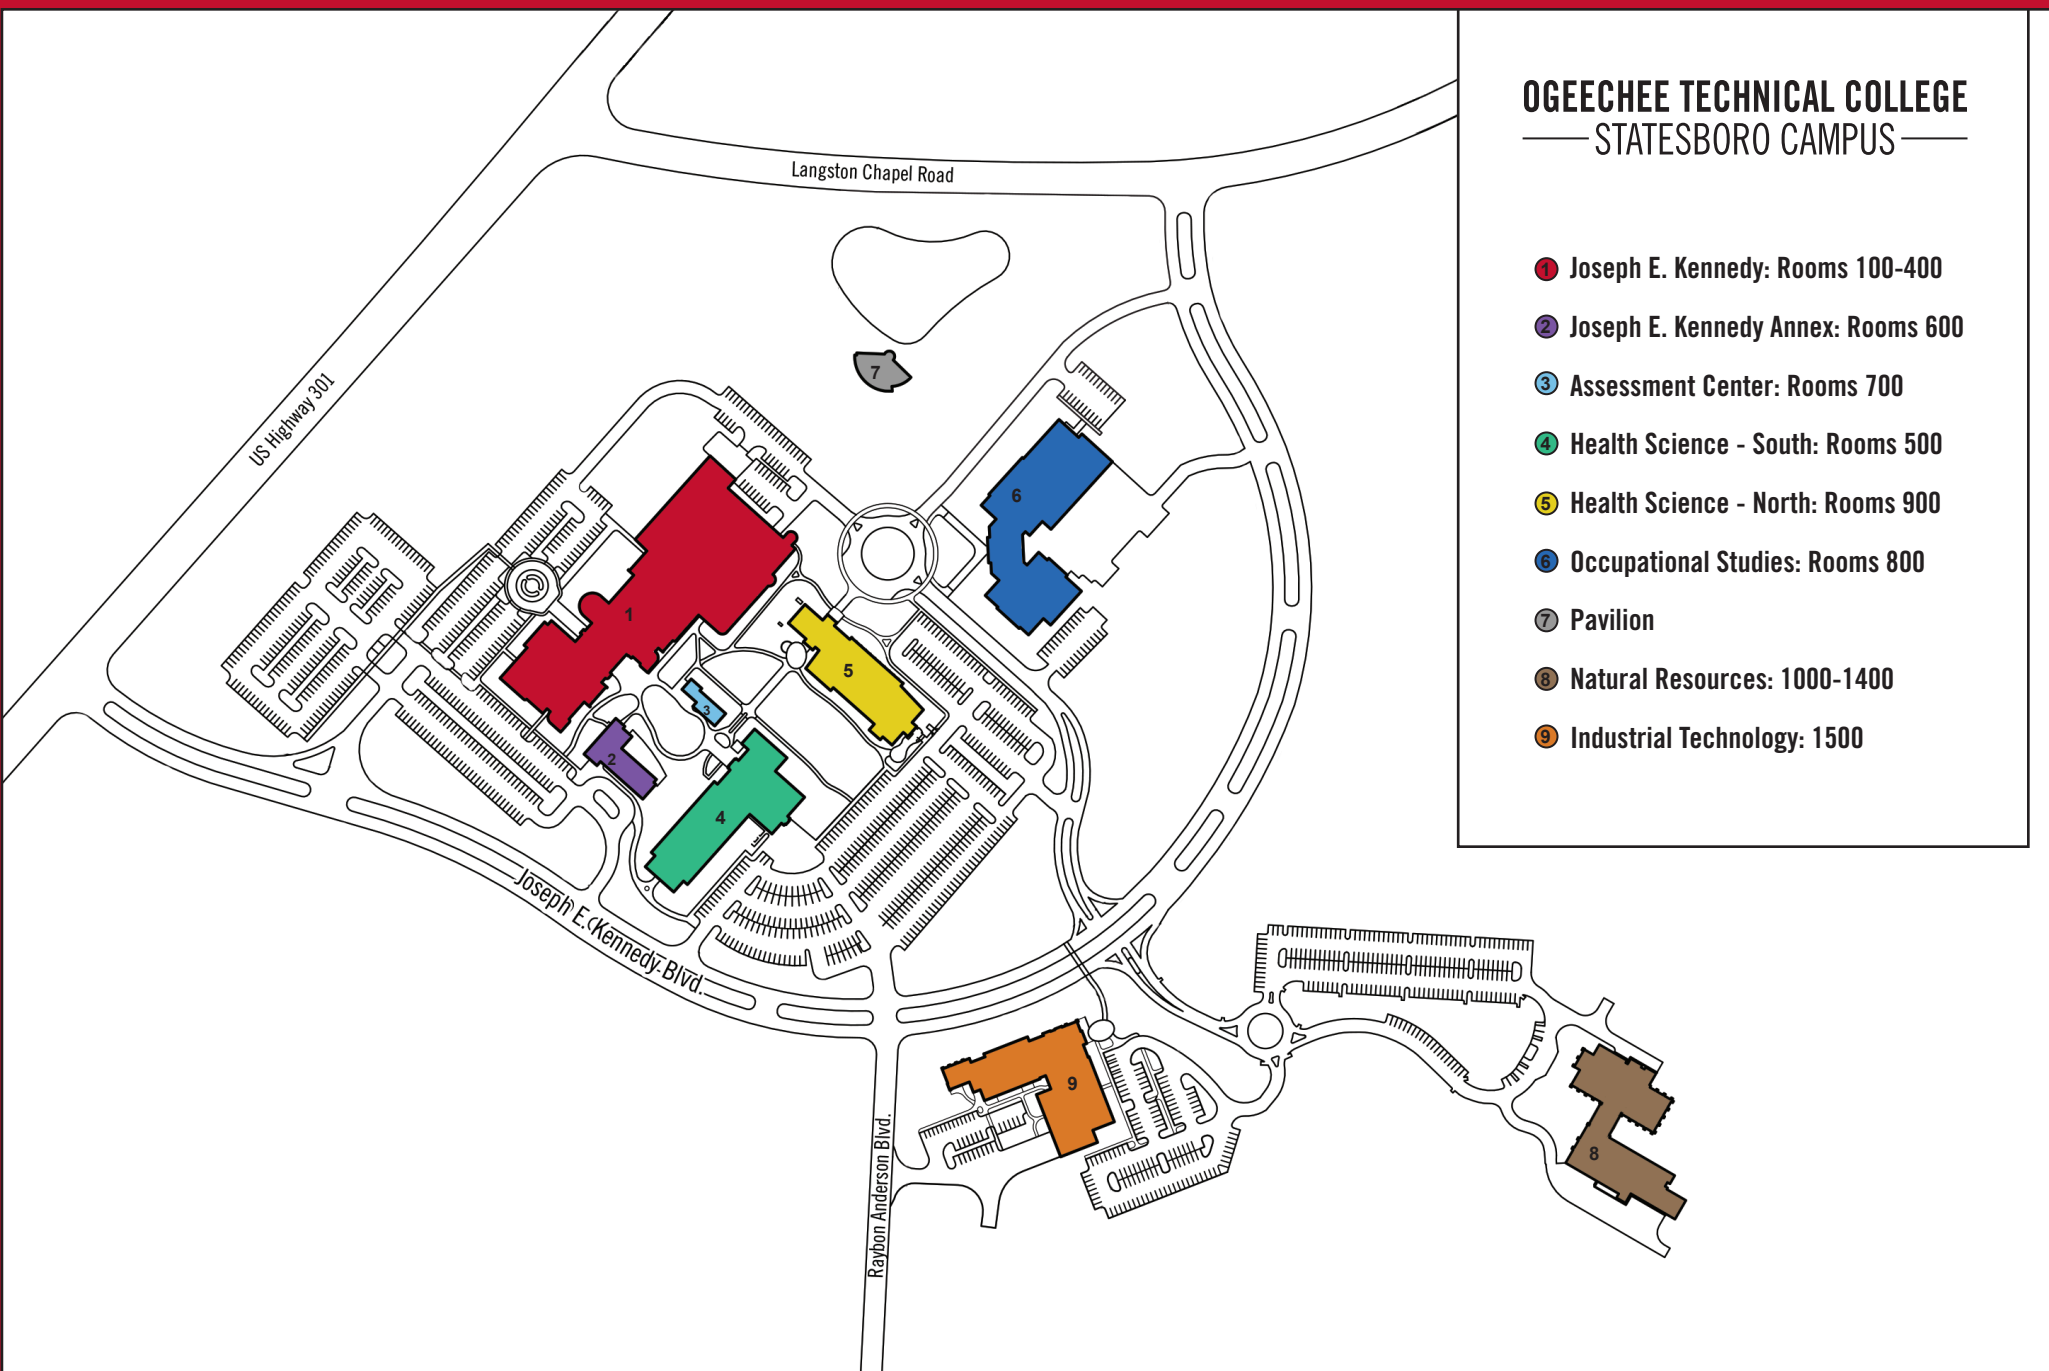 OGEECHEE TECHNICAL COLLEGE
STATESBORO CAMPUS
1 Joseph E. Kennedy: Rooms 100-400
2 Joseph E. Kennedy Annex: Rooms 600
3 Assessment Center: Rooms 700
4 Health Science - South: Rooms 500
5 Health Science - North: Rooms 900
6 Occupational Studies: Rooms 800
7 Pavilion
8 Natural Resources: 1000-1400
9 Industrial Technology: 1500
Langston Chapel Road
US Highway 301
7
6
1
5
3
2
4
Joseph E. Kennedy Blvd.
9
8
Raybon Anderson Blvd.